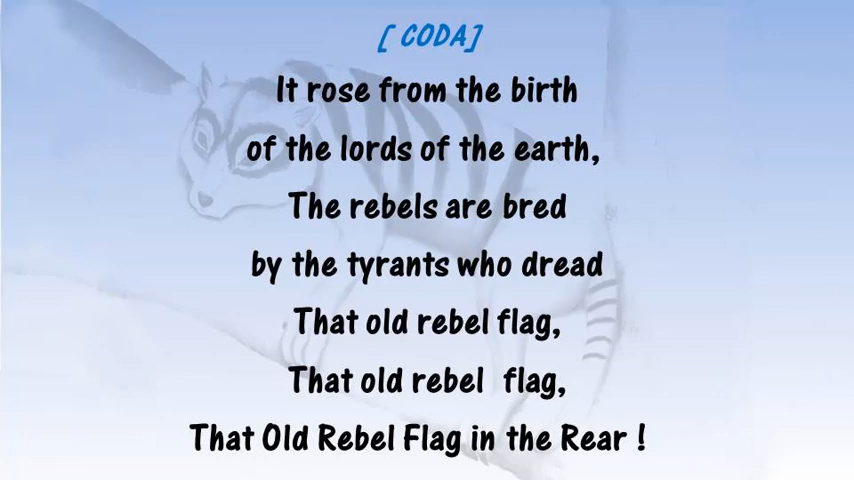 [ CODA]
It rose from the birth
of the lords of the earth,
The rebels are bred
by the tyrants who dread
That old rebel flag,
That old rebel flag,
That Old Rebel Flag in the Rear !